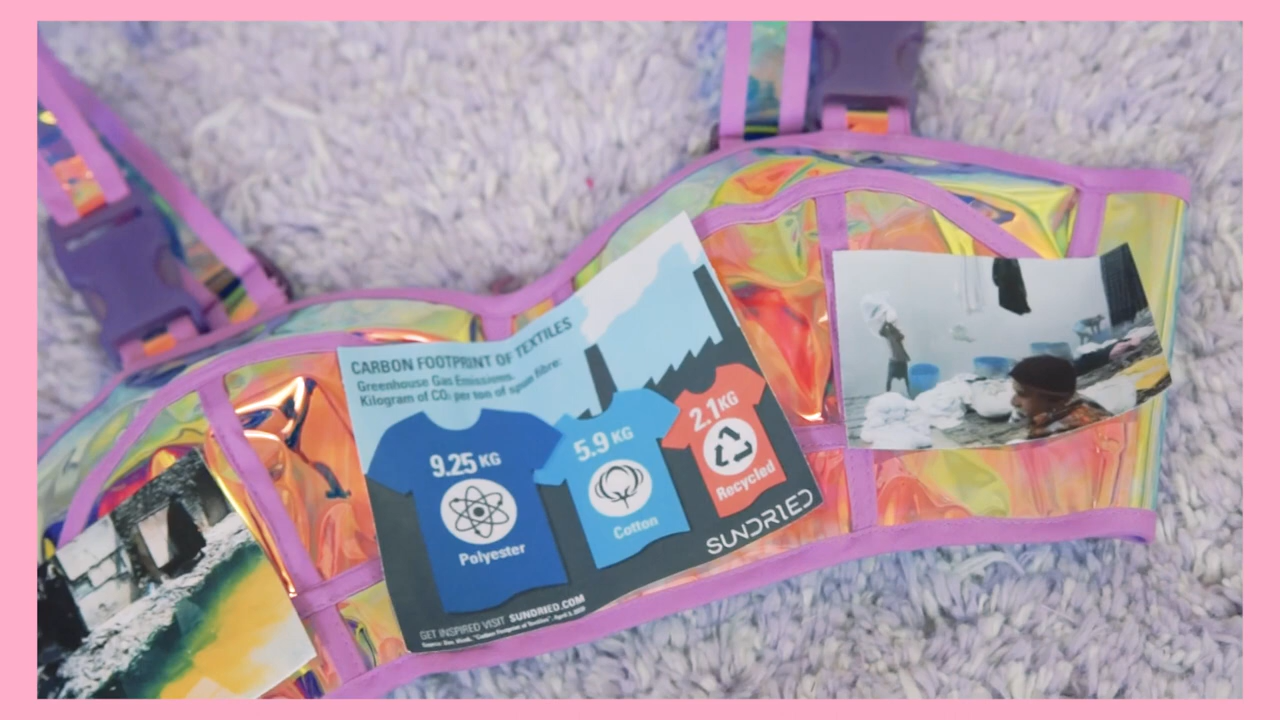 CARBON FOOTPRINT OF TEXTILES
Greenhouse Gas Emissions.
Kilogram of CO₂ per ton of spun fibre:
9.25 KG
Polyester
5.9 KG
Cotton
2.1 KG
Recycled
SUNDRIED
GET INSPIRED VISIT SUNDRIED.COM